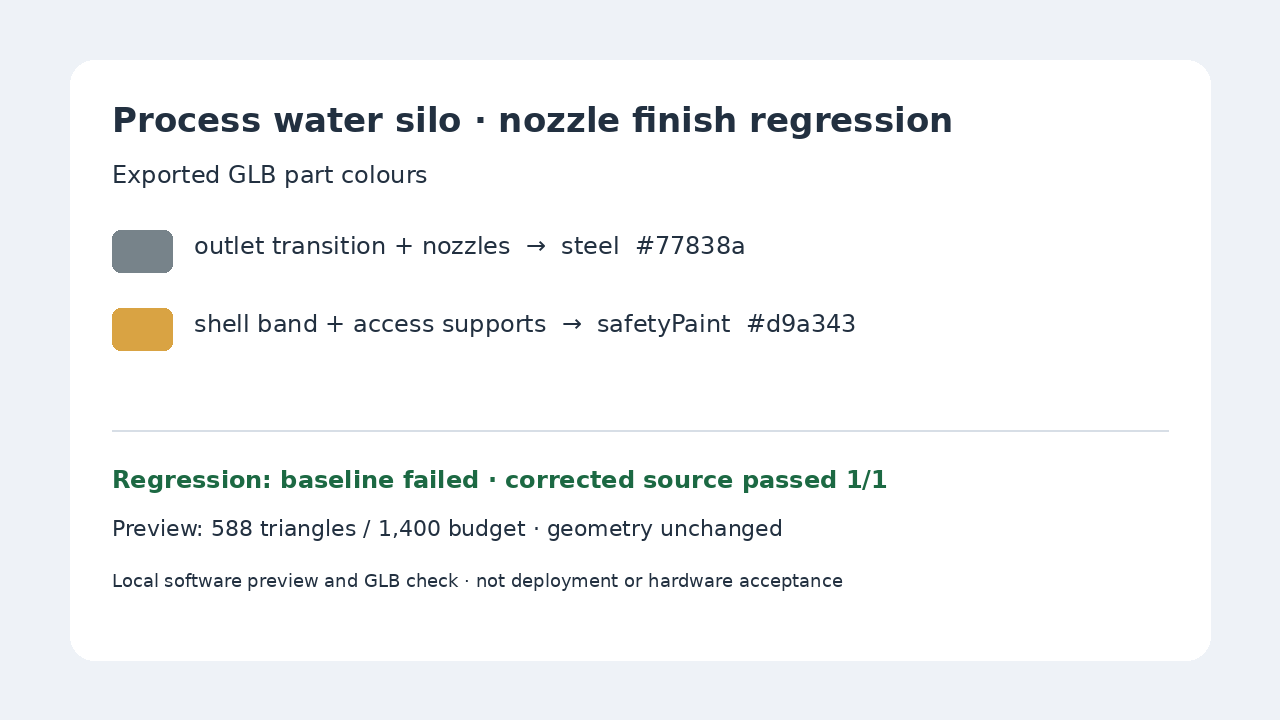 Process water silo · nozzle finish regression
Exported GLB part colours
outlet transition + nozzles → steel #77838a
shell band + access supports → safetyPaint #d9a343
Regression: baseline failed · corrected source passed 1/1
Preview: 588 triangles / 1,400 budget · geometry unchanged
Local software preview and GLB check · not deployment or hardware acceptance